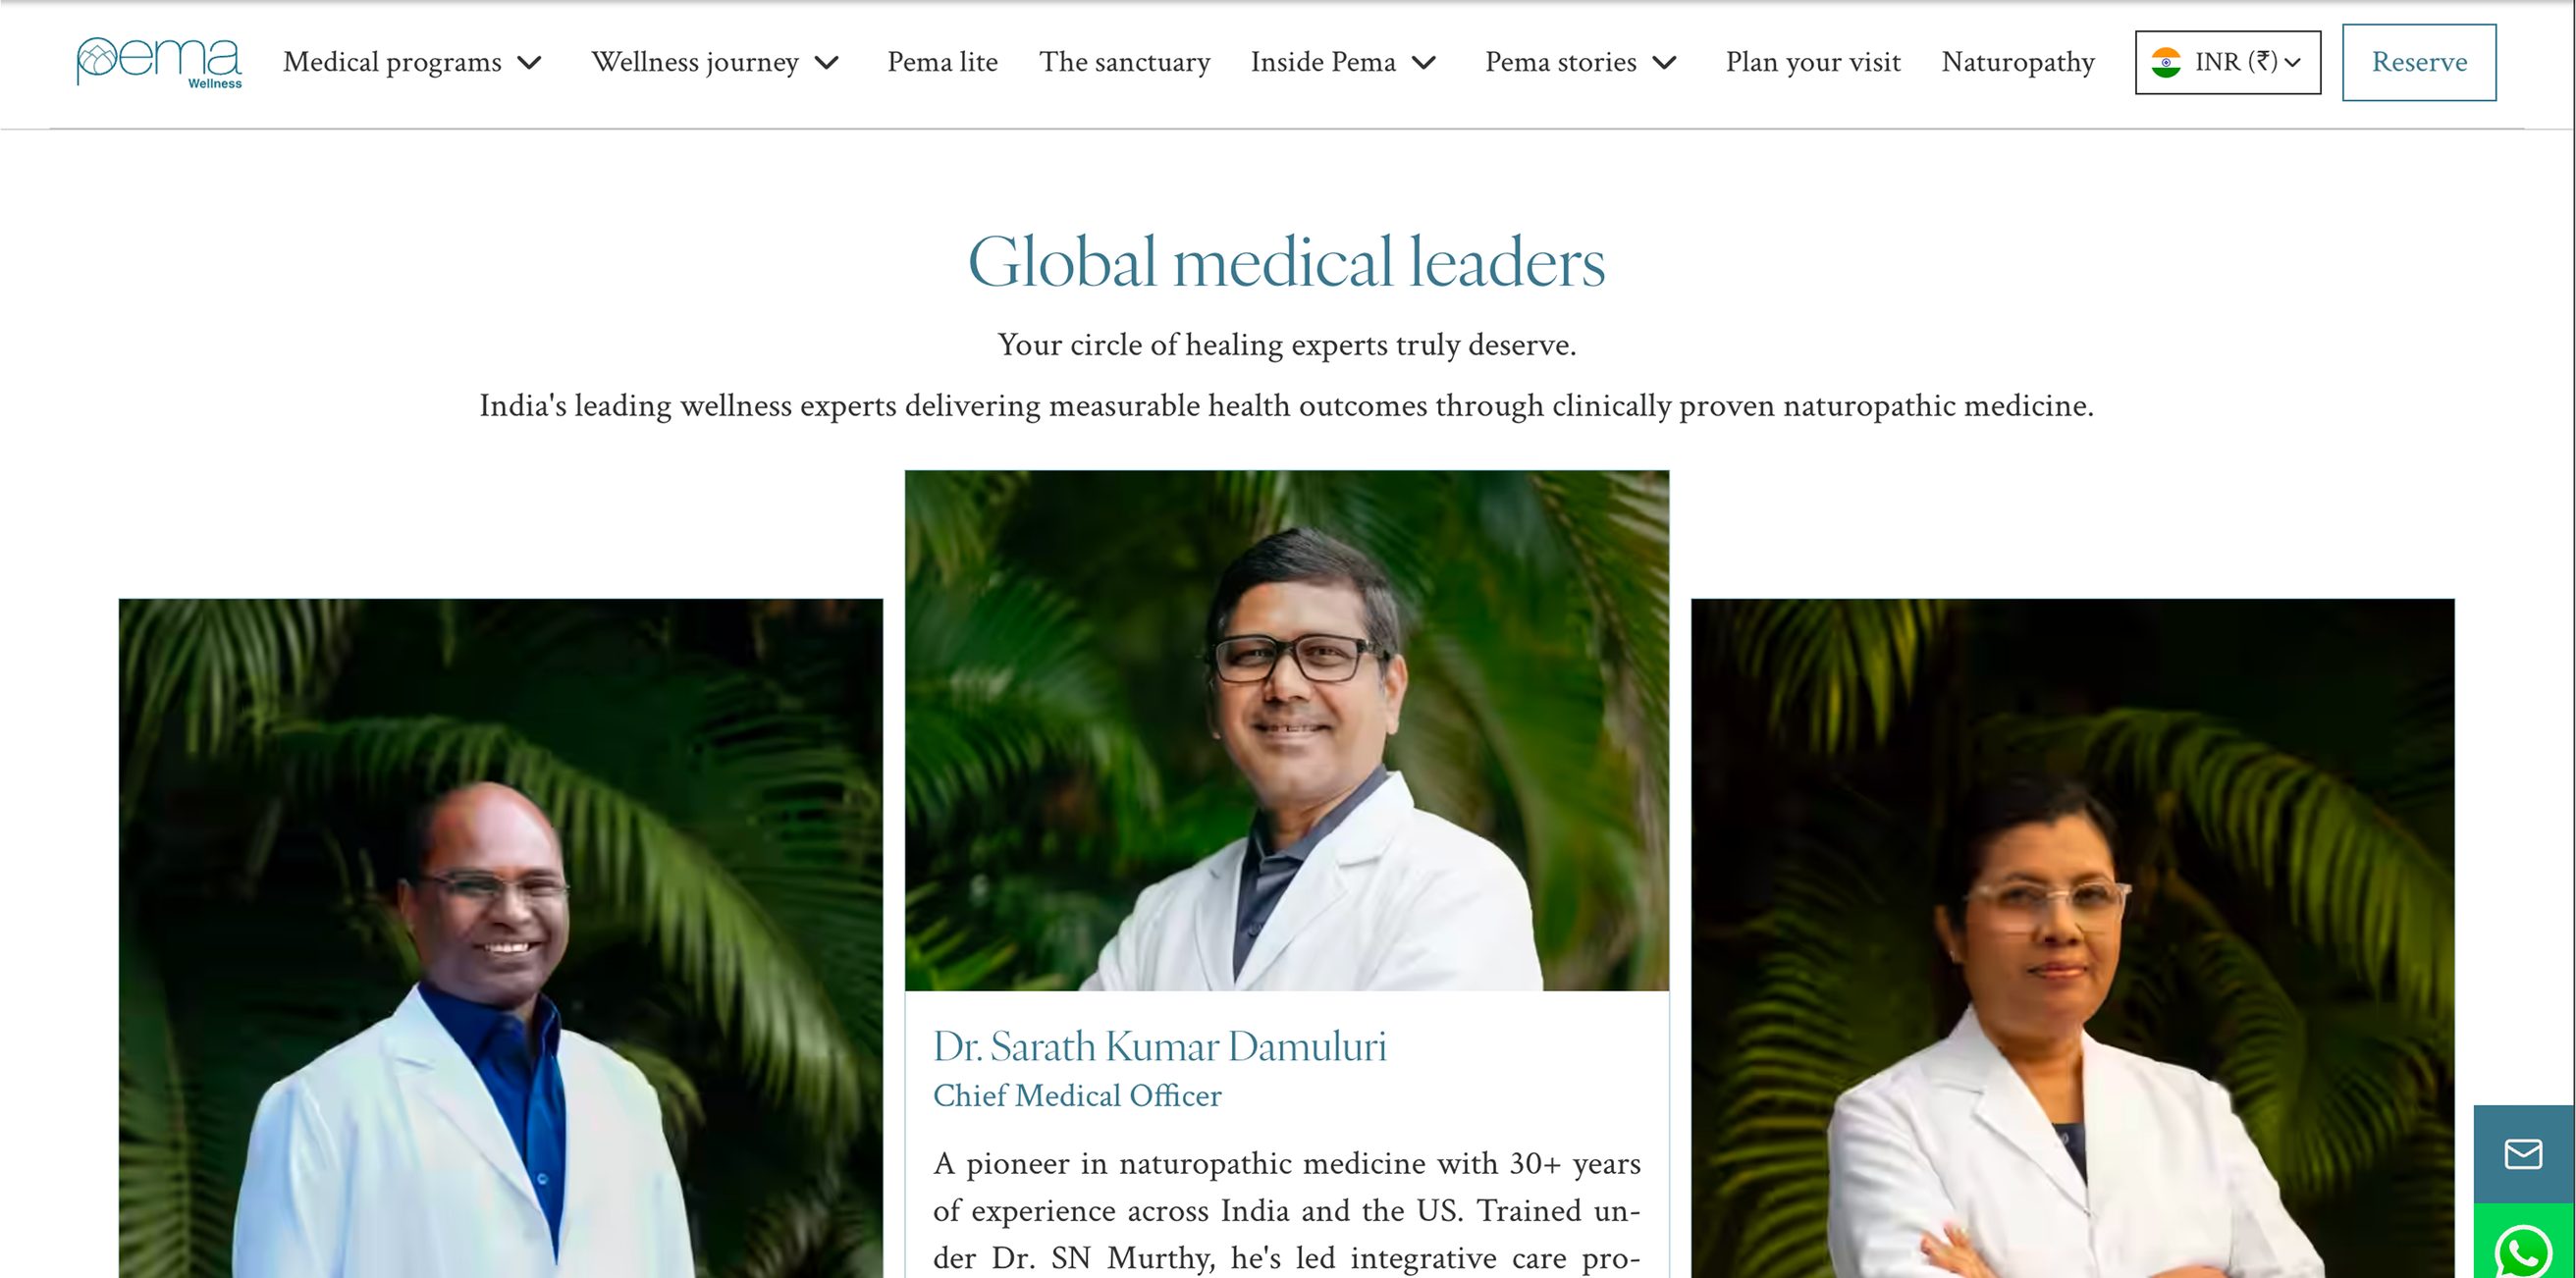 pema
Wellness
Medical programs
Wellness journey
Pema lite
The sanctuary
Inside Pema
Pema stories
Plan your visit
Naturopathy
INR (₹)
Reserve
Global medical leaders
Your circle of healing experts truly deserve.
India's leading wellness experts delivering measurable health outcomes through clinically proven naturopathic medicine.
Dr. Sarath Kumar Damuluri
Chief Medical Officer
A pioneer in naturopathic medicine with 30+ years
of experience across India and the US. Trained un-
der Dr. SN Murthy, he's led integrative care pro-